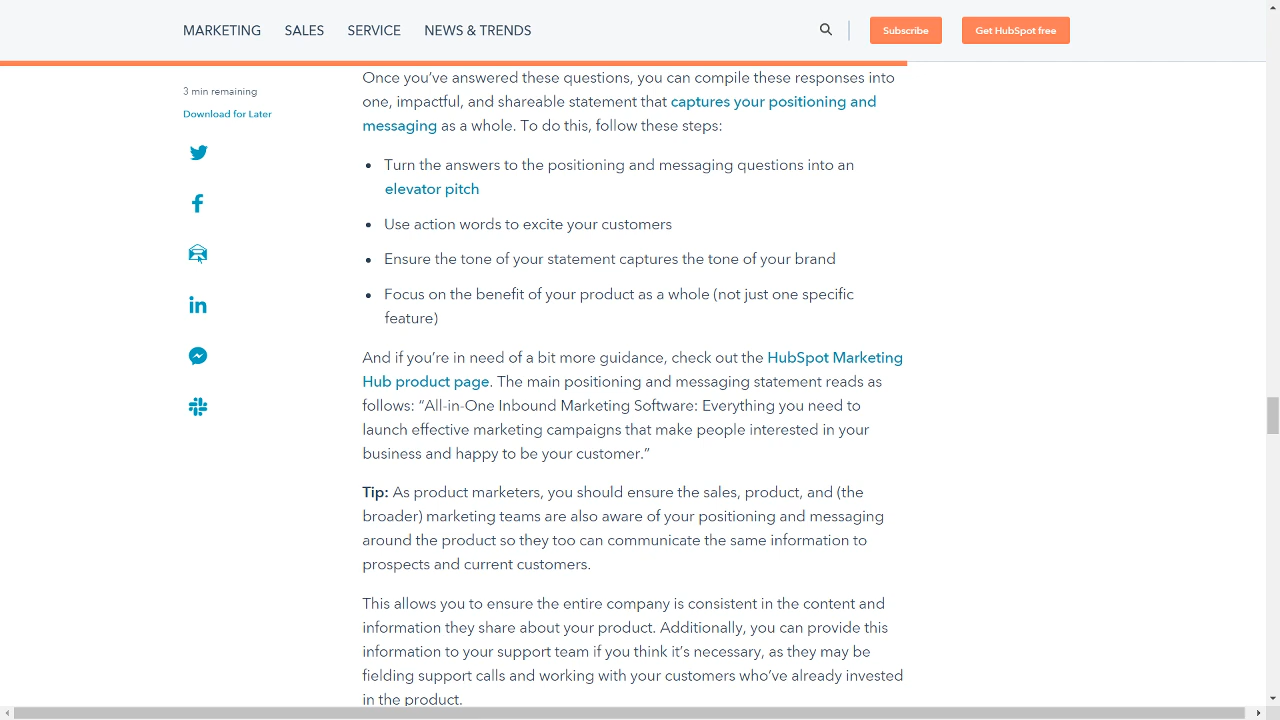 MARKETING SALES SERVICE NEWS & TRENDS Subscribe Get HubSpot free
3 min remaining
Download for Later
Once you’ve answered these questions, you can compile these responses into
one, impactful, and shareable statement that captures your positioning and
messaging as a whole. To do this, follow these steps:
• Turn the answers to the positioning and messaging questions into an
elevator pitch
• Use action words to excite your customers
• Ensure the tone of your statement captures the tone of your brand
• Focus on the benefit of your product as a whole (not just one specific
feature)
And if you’re in need of a bit more guidance, check out the HubSpot Marketing
Hub product page. The main positioning and messaging statement reads as
follows: “All-in-One Inbound Marketing Software: Everything you need to
launch effective marketing campaigns that make people interested in your
business and happy to be your customer.”
Tip: As product marketers, you should ensure the sales, product, and (the
broader) marketing teams are also aware of your positioning and messaging
around the product so they too can communicate the same information to
prospects and current customers.
This allows you to ensure the entire company is consistent in the content and
information they share about your product. Additionally, you can provide this
information to your support team if you think it’s necessary, as they may be
fielding support calls and working with your customers who’ve already invested
in the product.